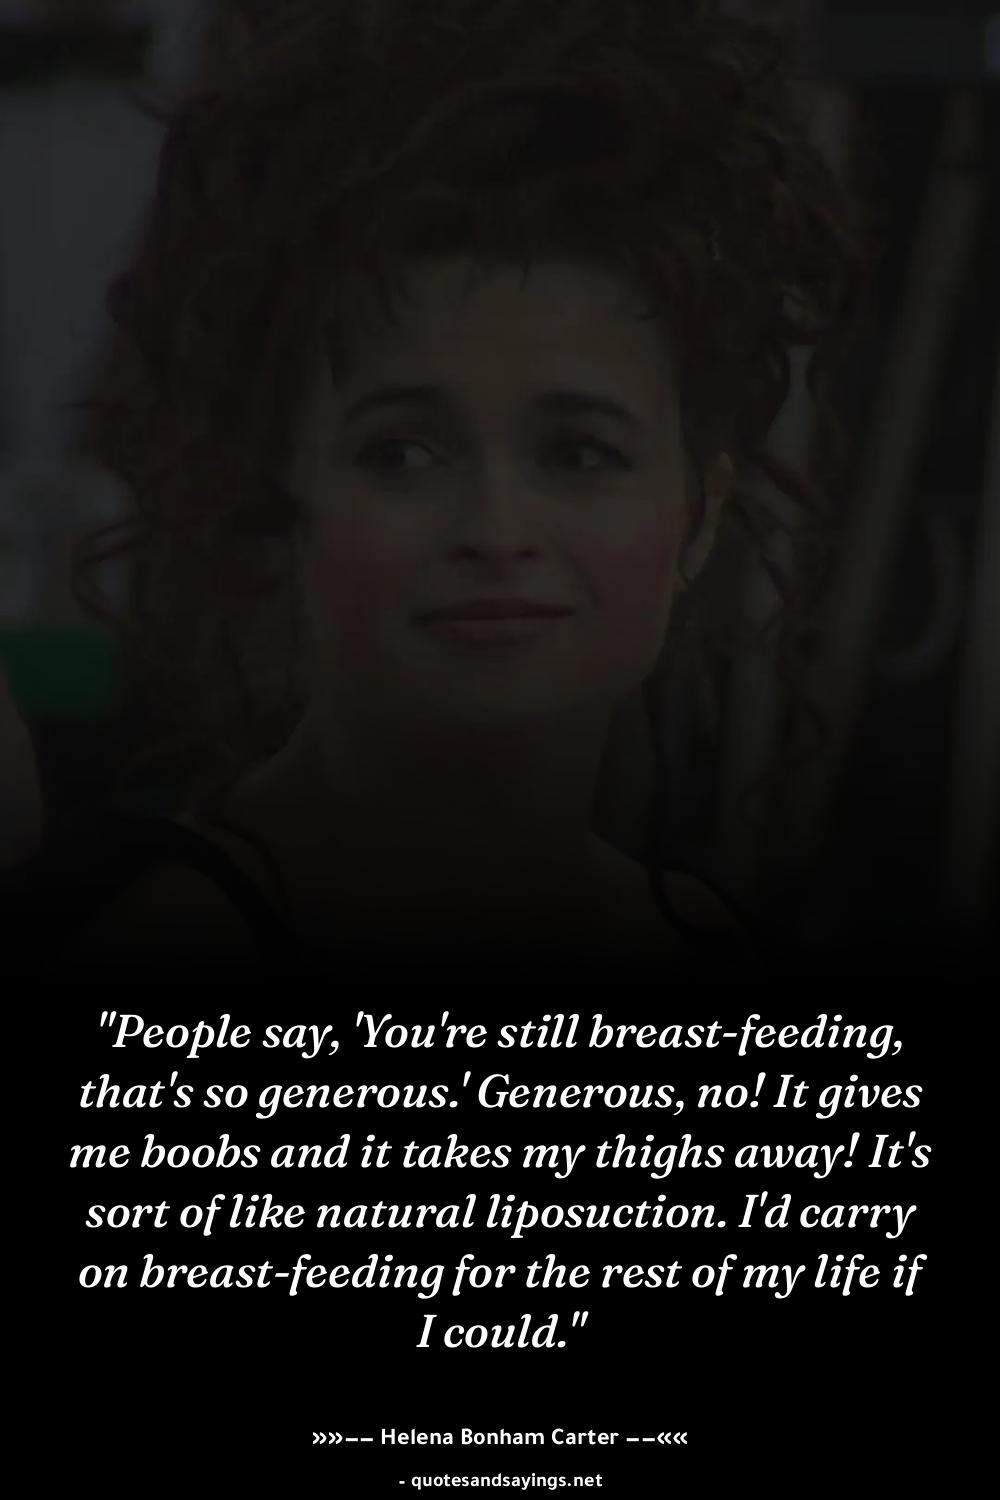 "People say, 'You're still breast-feeding,
that's so generous.' Generous, no! It gives
me boobs and it takes my thighs away! It's
sort of like natural liposuction. I'd carry
on breast-feeding for the rest of my life if
I could."
»»−− Helena Bonham Carter −−««
- quotesandsayings.net